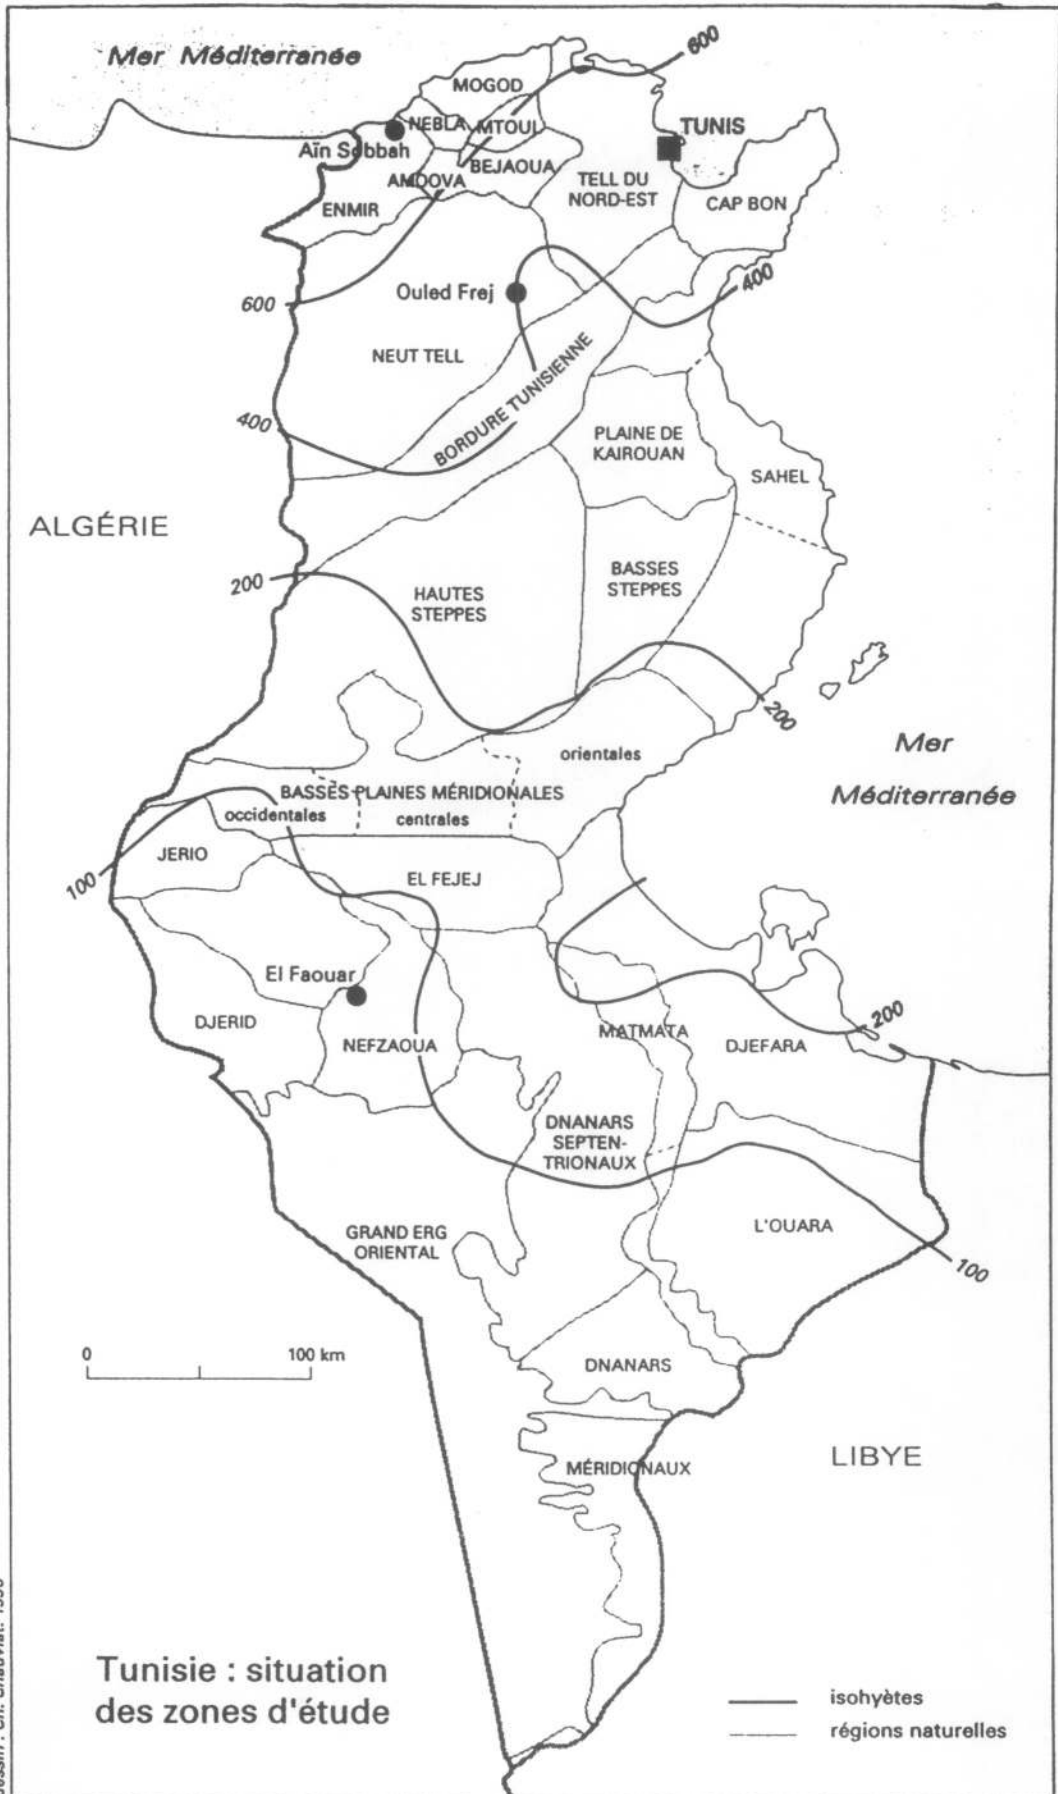 Mer Méditerranée
600
MOGOD
NEBLA
MTOUL
TUNIS
Aïn Sebbah
BEJAOUA
AMDOVA
TELL DU
NORD-EST
CAP BON
ENMIR
600
Ouled Frej
400
NEUT TELL
BORDURE TUNISIENNE
400
PLAINE DE
KAIROUAN
SAHEL
ALGÉRIE
200
HAUTES
STEPPES
BASSES
STEPPES
200
Mer
Méditerranée
orientales
BASSES PLAINES MÉRIDIONALES
occidentales
centrales
JERIO
100
EL FEJEJ
El Faouar
DJERID
NEFZAOUA
MATMATA
DJEFARA
200
DNANARS
SEPTEN-
TRIONAUX
GRAND ERG
ORIENTAL
L'OUARA
100
0
100 km
DNANARS
MÉRIDIONAUX
LIBYE
Tunisie : situation
des zones d'étude
isohyètes
régions naturelles